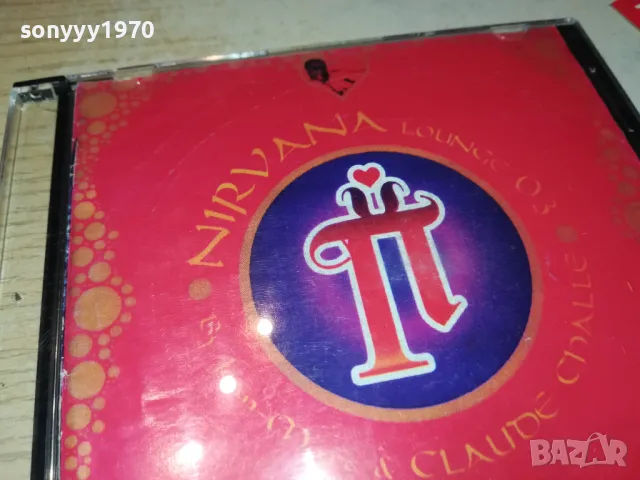 sonyyy1970
NIRVANA LOUNGE 03
CLAUDE CHALLE
BAZAR